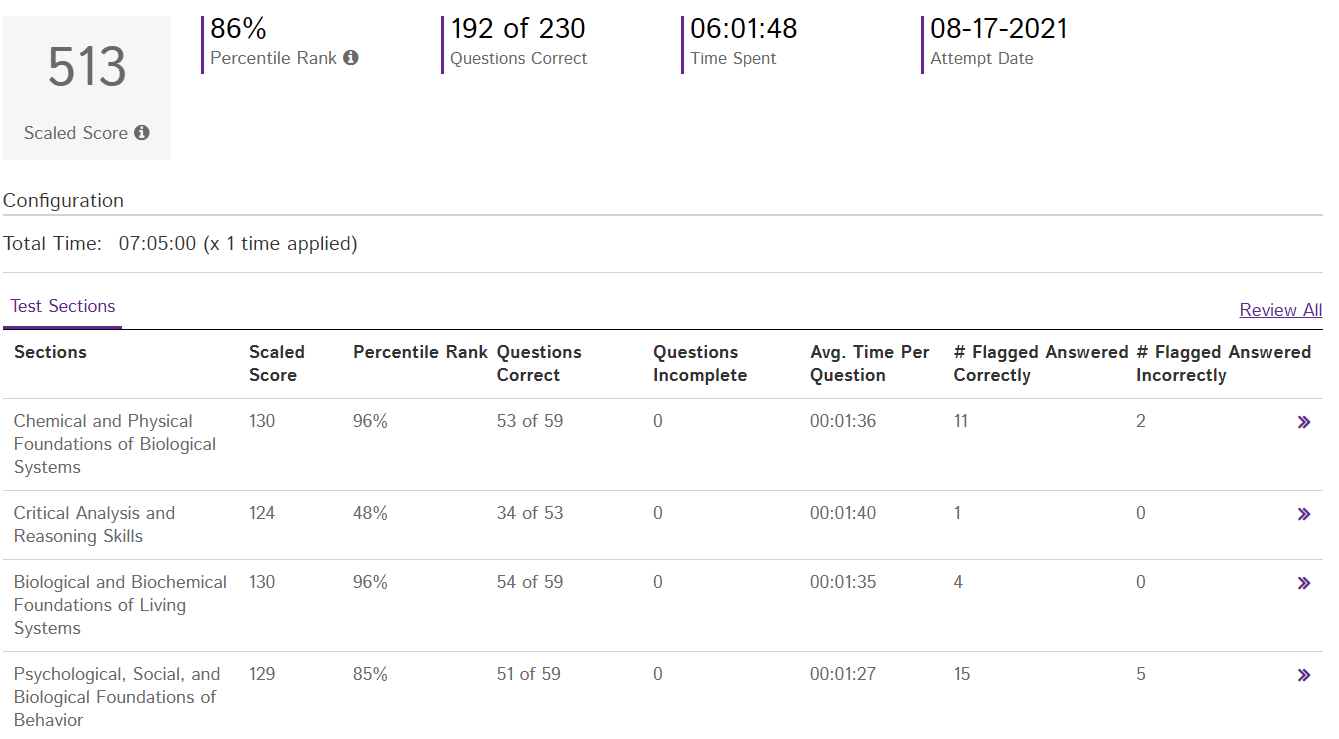 513
Scaled Score
86%
Percentile Rank
192 of 230
Questions Correct
06:01:48
Time Spent
08-17-2021
Attempt Date
Configuration
Total Time: 07:05:00 (x 1 time applied)
Test Sections
Review All
Sections
Scaled
Score
Percentile Rank
Questions
Correct
Questions
Incomplete
Avg. Time Per
Question
# Flagged Answered
Correctly
# Flagged Answered
Incorrectly
Chemical and Physical
Foundations of Biological
Systems
130
96%
53 of 59
0
00:01:36
11
2
Critical Analysis and
Reasoning Skills
124
48%
34 of 53
0
00:01:40
1
0
Biological and Biochemical
Foundations of Living
Systems
130
96%
54 of 59
0
00:01:35
4
0
Psychological, Social, and
Biological Foundations of
Behavior
129
85%
51 of 59
0
00:01:27
15
5